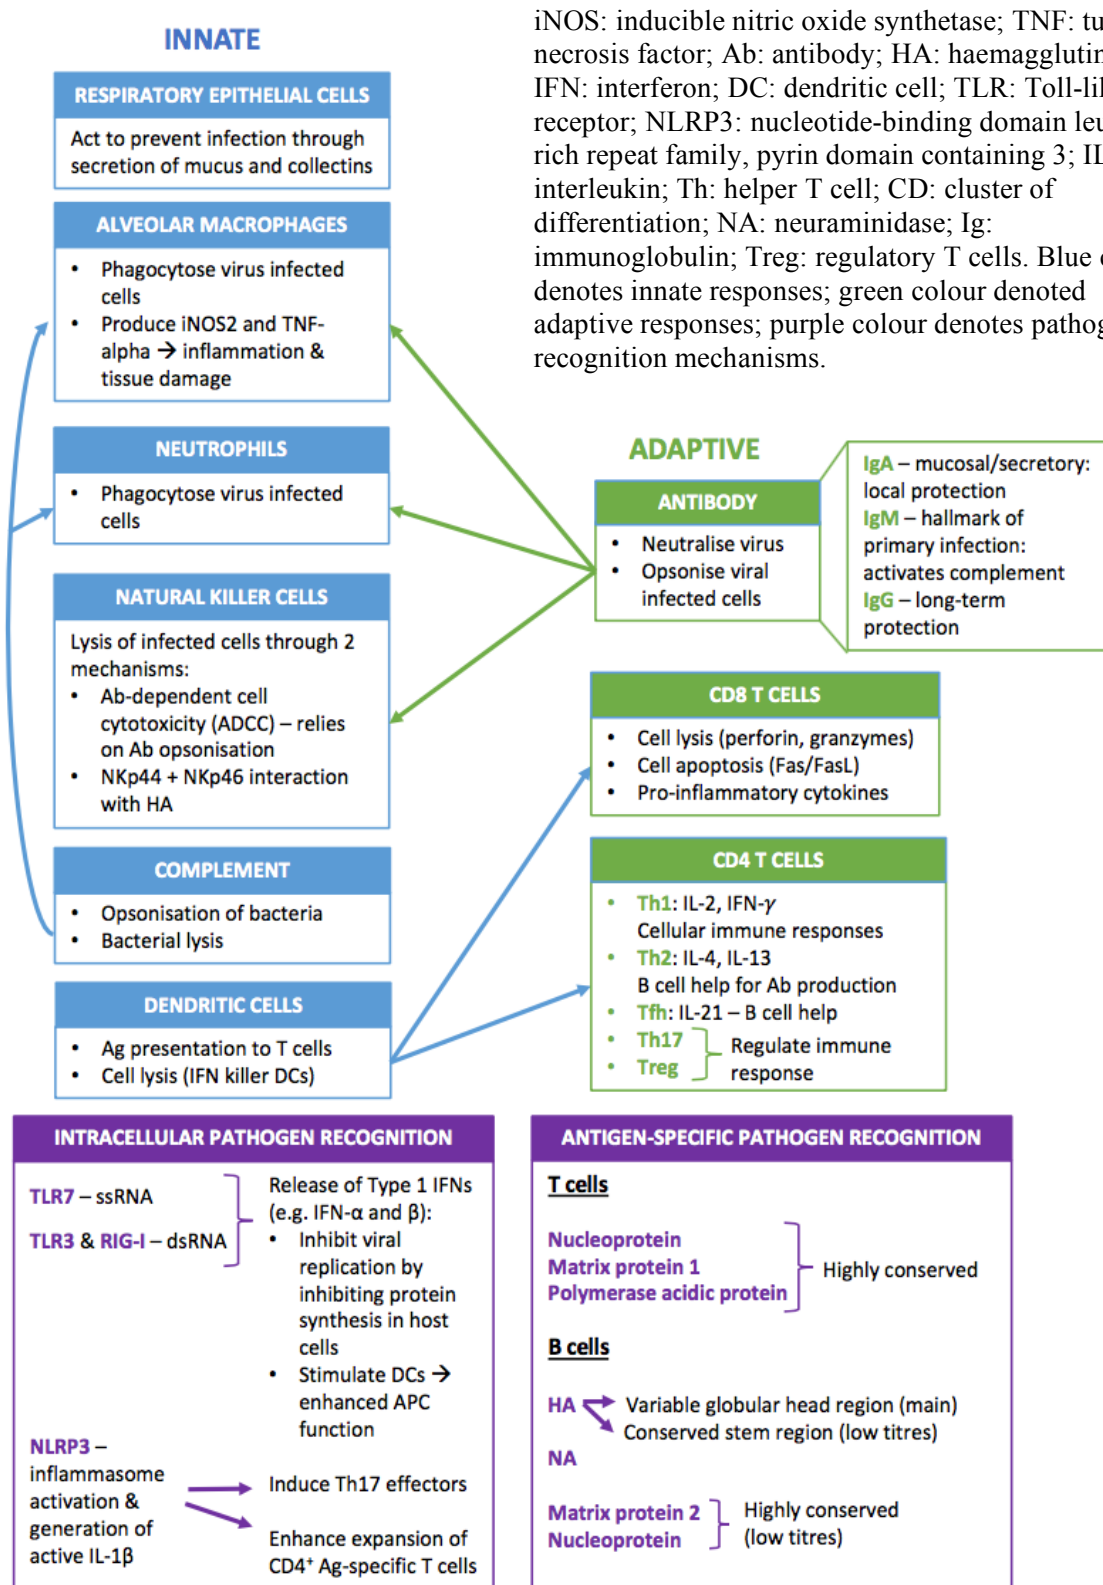 iNOS: inducible nitric oxide synthetase; TNF:
necrosis factor; Ab: antibody; HA:
IFN: interferon; DC: dendritic cell; TLR:
receptor; NLRP3: nucleotide-binding domain
rich repeat family, pyrin domain containing 3;
interleukin; Th: helper T cell; CD: cluster of
differentiation; NA: neuraminidase; Ig:
immunoglobulin; Treg: regulatory T cells. Blue
denotes innate responses; green colour denoted
adaptive responses; purple colour denotes
recognition mechanisms.
INNATE
RESPIRATORY EPITHELIAL CELLS
Act to prevent infection through
secretion of mucus and collectins
ALVEOLAR MACROPHAGES
• Phagocytose virus infected
cells
• Produce iNOS2 and TNF-
alpha → inflammation &
tissue damage
NEUTROPHILS
• Phagocytose virus infected
cells
NATURAL KILLER CELLS
Lysis of infected cells through 2
mechanisms:
• Ab-dependent cell
cytotoxicity (ADCC) – relies
on Ab opsonisation
• NKp44 + NKp46 interaction
with HA
COMPLEMENT
• Opsonisation of bacteria
• Bacterial lysis
DENDRITIC CELLS
• Ag presentation to T cells
• Cell lysis (IFN killer DCs)
ADAPTIVE
ANTIBODY
• Neutralise virus
• Opsonise viral
infected cells
IgA – mucosal/secretory:
local protection
IgM – hallmark of
primary infection:
activates complement
IgG – long-term
protection
CD8 T CELLS
• Cell lysis (perforin, granzymes)
• Cell apoptosis (Fas/FasL)
• Pro-inflammatory cytokines
CD4 T CELLS
• Th1: IL-2, IFN-γ
Cellular immune responses
• Th2: IL-4, IL-13
B cell help for Ab production
• Tfh: IL-21 – B cell help
• Th17
• Treg
Regulate immune
response
INTRACELLULAR PATHOGEN RECOGNITION
TLR7 – ssRNA
TLR3 & RIG-I – dsRNA
Release of Type 1 IFNs
(e.g. IFN-α and β):
• Inhibit viral
replication by
inhibiting protein
synthesis in host
cells
• Stimulate DCs →
enhanced APC
function
NLRP3 –
inflammasome
activation &
generation of
active IL-1β
Induce Th17 effectors
Enhance expansion of
CD4⁺ Ag-specific T cells
ANTIGEN-SPECIFIC PATHOGEN RECOGNITION
T cells
Nucleoprotein
Matrix protein 1
Polymerase acidic protein
Highly conserved
B cells
HA
Variable globular head region (main)
Conserved stem region (low titres)
NA
Matrix protein 2
Nucleoprotein
Highly conserved
(low titres)